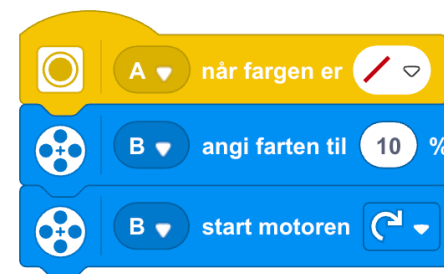 A når fargen er
B angi farten til 10 %
B start motoren